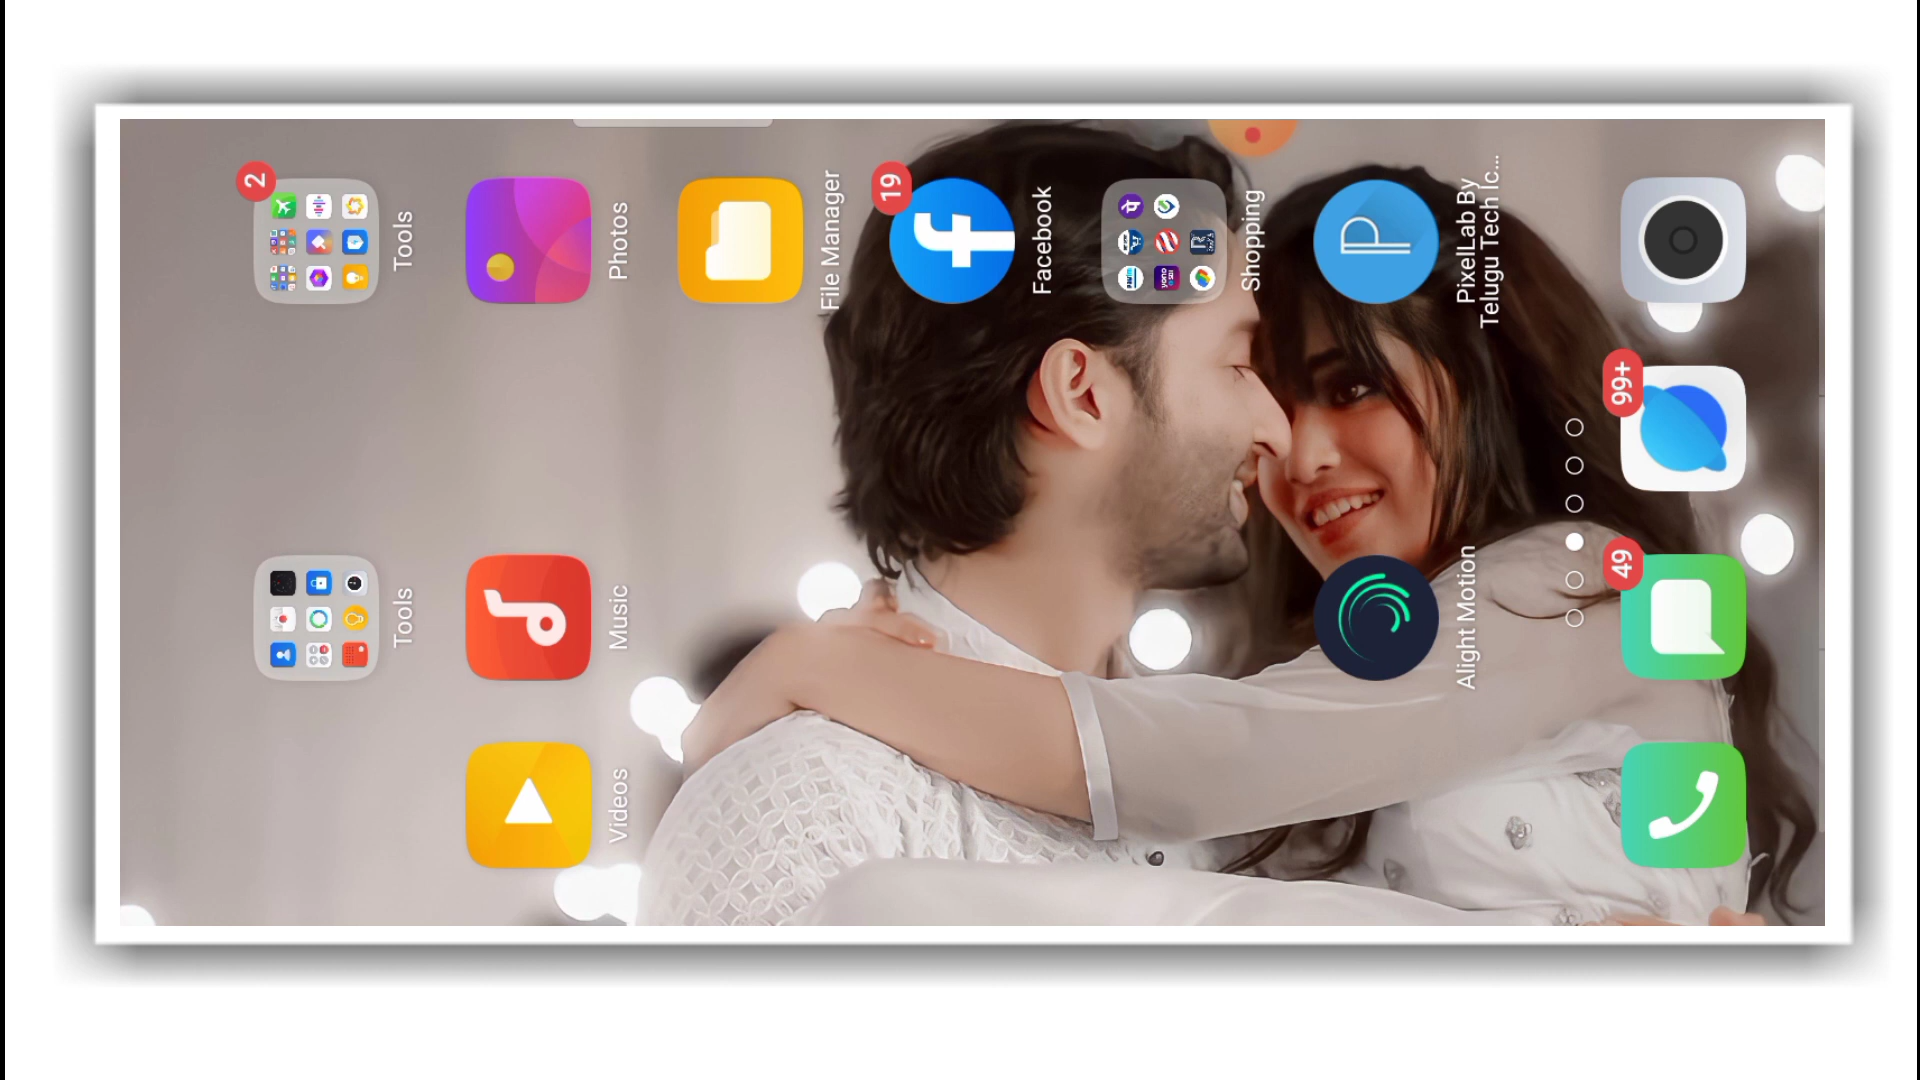 2
Tools
Tools
Videos
Music
Photos
File Manager
19
Facebook
Shopping
Alight Motion
PixelLab By
Telugu Tech Ic...
49
99+